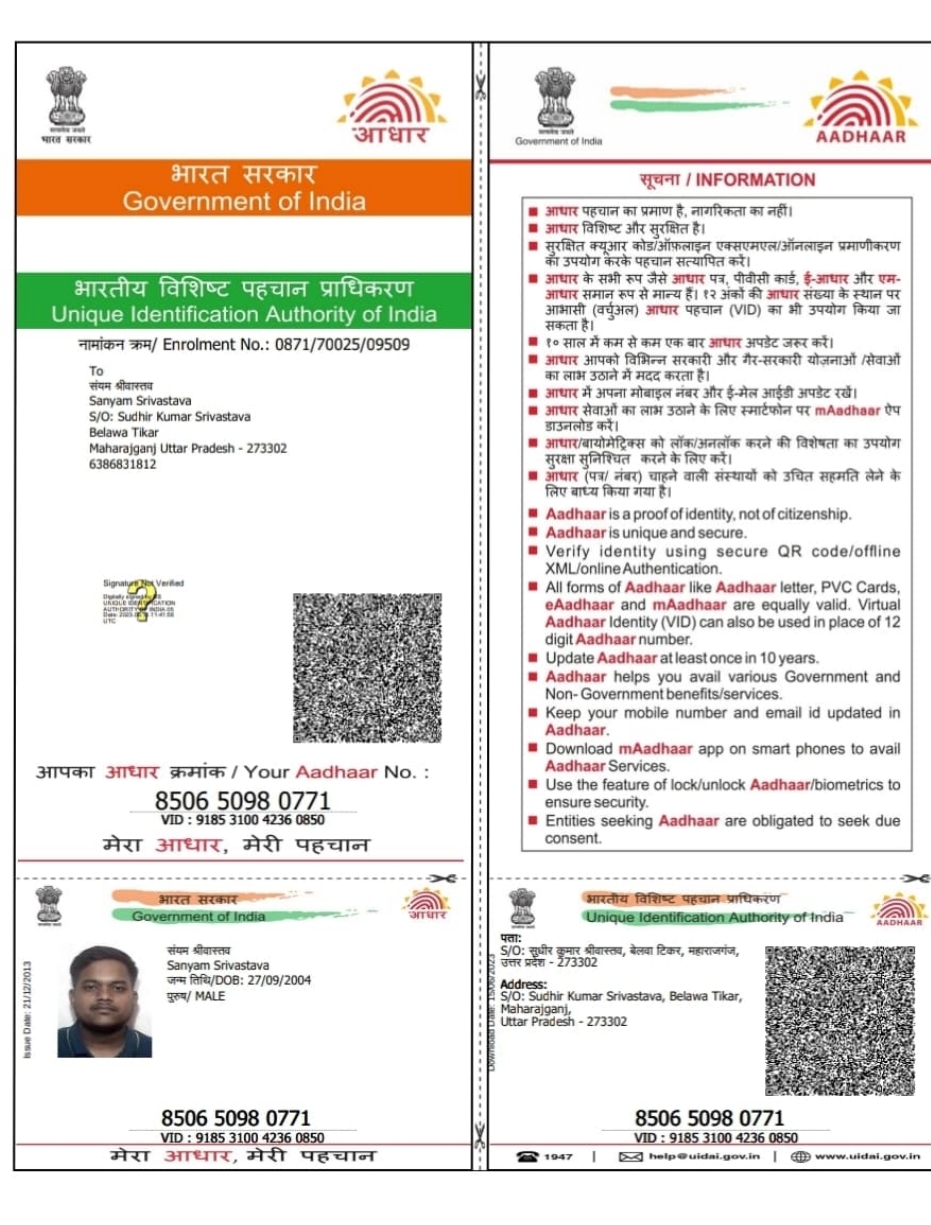 सत्यमेव जयते
भारत सरकार
आधार
भारत सरकार
Government of India
भारतीय विशिष्ट पहचान प्राधिकरण
Unique Identification Authority of India
नामांकन क्रम/ Enrolment No.: 0871/70025/09509
To
संयम श्रीवास्तव
Sanyam Srivastava
S/O: Sudhir Kumar Srivastava
Belawa Tikar
Maharajganj Uttar Pradesh - 273302
6386831812
Signature Not Verified
Digitally signed by DS
UNIQUE IDENTIFICATION
AUTHORITY OF INDIA 05
UTC
आपका आधार क्रमांक / Your Aadhaar No. :
8506 5098 0771
VID : 9185 3100 4236 0850
मेरा आधार, मेरी पहचान
भारत सरकार
Government of India
आधार
Issue Date: 21/12/2013
संयम श्रीवास्तव
Sanyam Srivastava
जन्म तिथि/DOB: 27/09/2004
पुरुष/ MALE
8506 5098 0771
VID : 9185 3100 4236 0850
मेरा आधार, मेरी पहचान
सत्यमेव जयते
Government of India
AADHAAR
सूचना / INFORMATION
■ आधार पहचान का प्रमाण है, नागरिकता का नहीं।
■ आधार विशिष्ट और सुरक्षित है।
■ सुरक्षित क्यूआर कोड/ऑफ़लाइन एक्सएमएल/ऑनलाइन प्रमाणीकरण
का उपयोग करके पहचान सत्यापित करें।
■ आधार के सभी रूप जैसे आधार पत्र, पीवीसी कार्ड, ई-आधार और एम-
आधार समान रूप से मान्य हैं। १२ अंकों की आधार संख्या के स्थान पर
आभासी (वर्चुअल) आधार पहचान (VID) का भी उपयोग किया जा
सकता है।
■ १० साल में कम से कम एक बार आधार अपडेट जरूर करें।
■ आधार आपको विभिन्न सरकारी और गैर-सरकारी योजनाओं /सेवाओं
का लाभ उठाने में मदद करता है।
■ आधार में अपना मोबाइल नंबर और ई-मेल आईडी अपडेट रखें।
■ आधार सेवाओं का लाभ उठाने के लिए स्मार्टफोन पर mAadhaar ऐप
डाउनलोड करें।
■ आधार/बायोमेट्रिक्स को लॉक/अनलॉक करने की विशेषता का उपयोग
सुरक्षा सुनिश्चित करने के लिए करें।
■ आधार (पत्र/ नंबर) चाहने वाली संस्थायों को उचित सहमति लेने के
लिए बाध्य किया गया है।
■ Aadhaar is a proof of identity, not of citizenship.
■ Aadhaar is unique and secure.
■ Verify identity using secure QR code/offline
XML/online Authentication.
■ All forms of Aadhaar like Aadhaar letter, PVC Cards,
eAadhaar and mAadhaar are equally valid. Virtual
Aadhaar Identity (VID) can also be used in place of 12
digit Aadhaar number.
■ Update Aadhaar at least once in 10 years.
■ Aadhaar helps you avail various Government and
Non- Government benefits/services.
■ Keep your mobile number and email id updated in
Aadhaar.
■ Download mAadhaar app on smart phones to avail
Aadhaar Services.
■ Use the feature of lock/unlock Aadhaar/biometrics to
ensure security.
■ Entities seeking Aadhaar are obligated to seek due
consent.
भारतीय विशिष्ट पहचान प्राधिकरण
Unique Identification Authority of India
AADHAAR
Download Date: 15/06/2023
पता:
S/O: सुधीर कुमार श्रीवास्तव, बेलवा टिकर, महाराजगंज,
उत्तर प्रदेश - 273302
Address:
S/O: Sudhir Kumar Srivastava, Belawa Tikar,
Maharajganj,
Uttar Pradesh - 273302
8506 5098 0771
VID : 9185 3100 4236 0850
1947 | help@uidai.gov.in | www.uidai.gov.in